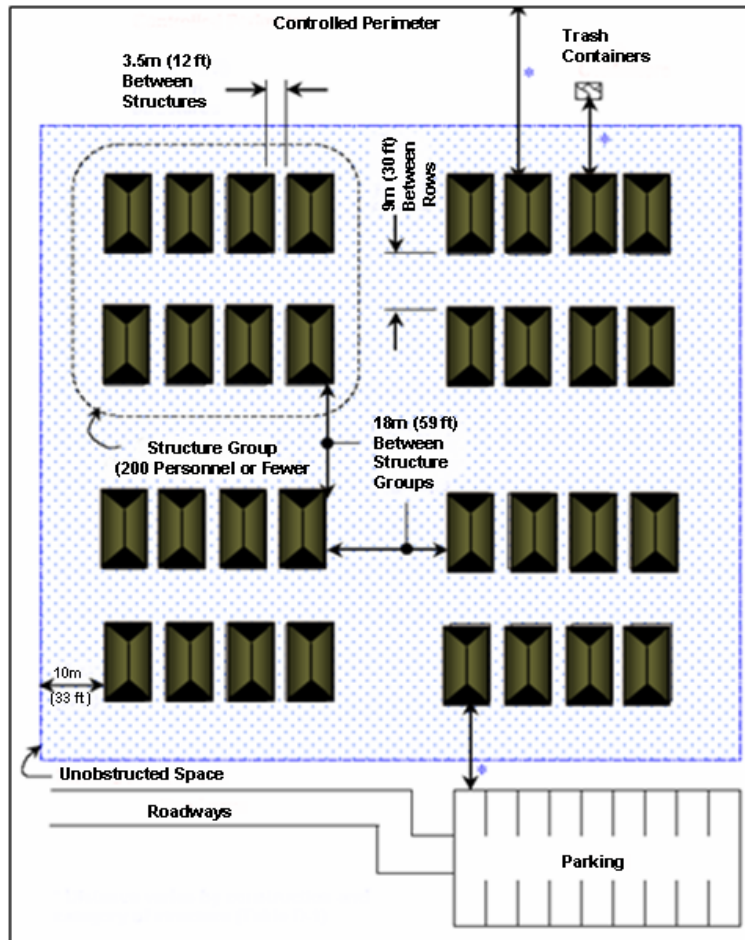 Controlled Perimeter
3.5m (12 ft)
Between
Structures
Trash
Containers
9m (30 ft)
Between
Rows
18m (59 ft)
Between
Structure
Groups
Structure Group
(200 Personnel or Fewer
10m
(33 ft)
Unobstructed Space
Roadways
Parking